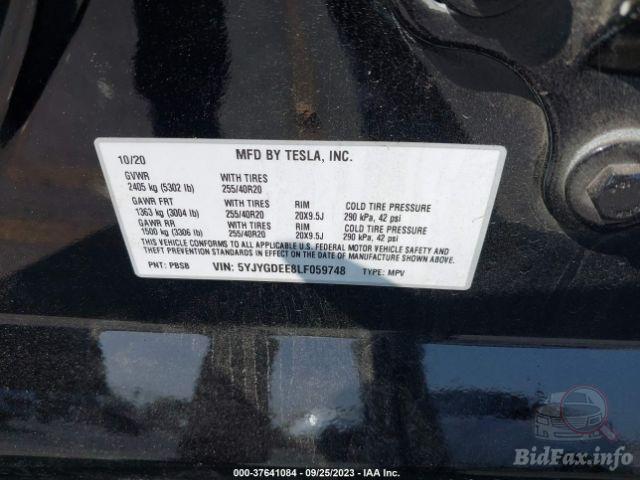 10/20 MFD BY TESLA, INC.
GVWR WITH TIRES
2405 kg (5302 lb) 255/40R20
GAWR FRT WITH TIRES RIM COLD TIRE PRESSURE
1363 kg (3004 lb) 255/40R20 20X9.5J 290 kPa, 42 psi
GAWR RR WITH TIRES RIM COLD TIRE PRESSURE
1500 kg (3306 lb) 255/40R20 20X9.5J 290 kPa, 42 psi
THIS VEHICLE CONFORMS TO ALL APPLICABLE U.S. FEDERAL MOTOR VEHICLE SAFETY AND
THEFT PREVENTION STANDARDS IN EFFECT ON THE DATE OF MANUFACTURE SHOWN ABOVE.
PNT: PBSB VIN: 5YJYGDEE8LF059748 TYPE: MPV
BidFax.info
000-37641084 - 09/25/2023 - IAA Inc.